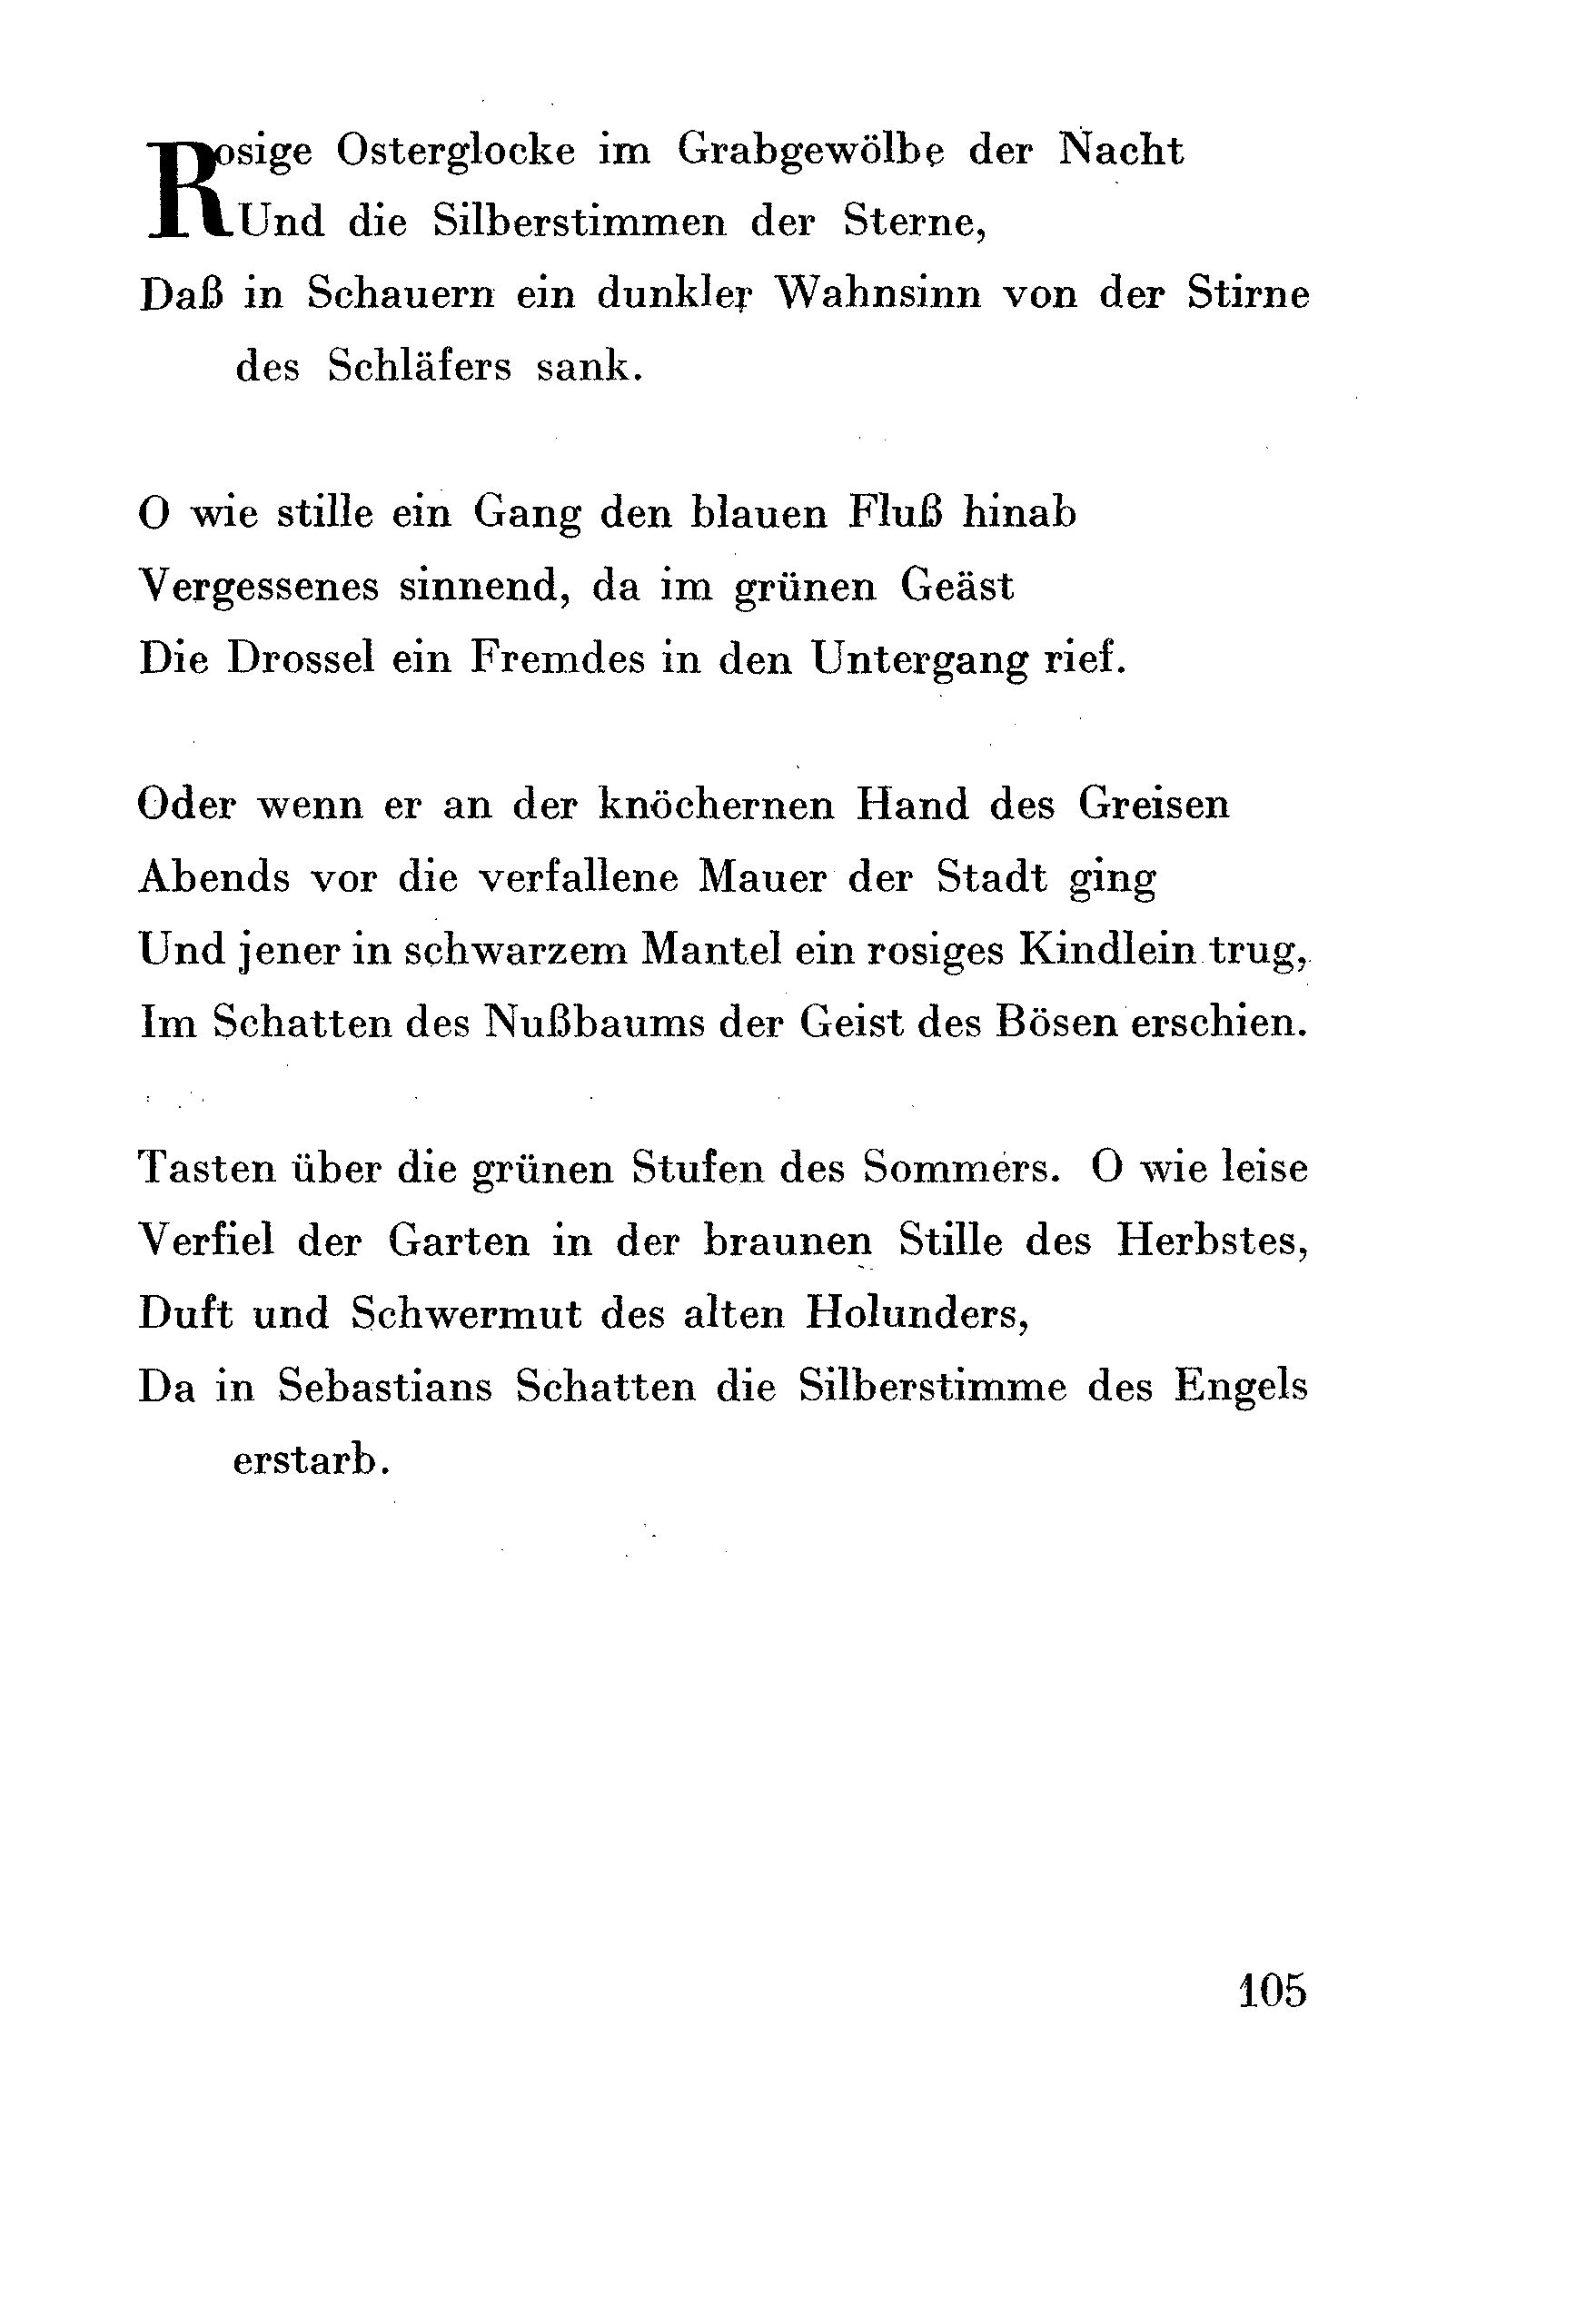 Rosige Osterglocke im Grabgewölbe der Nacht
Und die Silberstimmen der Sterne,
Daß in Schauern ein dunkler Wahnsinn von der Stirne
des Schläfers sank.
O wie stille ein Gang den blauen Fluß hinab
Vergessenes sinnend, da im grünen Geäst
Die Drossel ein Fremdes in den Untergang rief.
Oder wenn er an der knöchernen Hand des Greisen
Abends vor die verfallene Mauer der Stadt ging
Und jener in schwarzem Mantel ein rosiges Kindlein trug,
Im Schatten des Nußbaums der Geist des Bösen erschien.
Tasten über die grünen Stufen des Sommers. O wie leise
Verfiel der Garten in der braunen Stille des Herbstes,
Duft und Schwermut des alten Holunders,
Da in Sebastians Schatten die Silberstimme des Engels
erstarb.
105